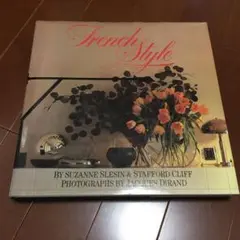 French
Style
BY SUZANNE SLESIN & STAFFORD CLIFF
PHOTOGRAPHS BY JACQUES DIRAND